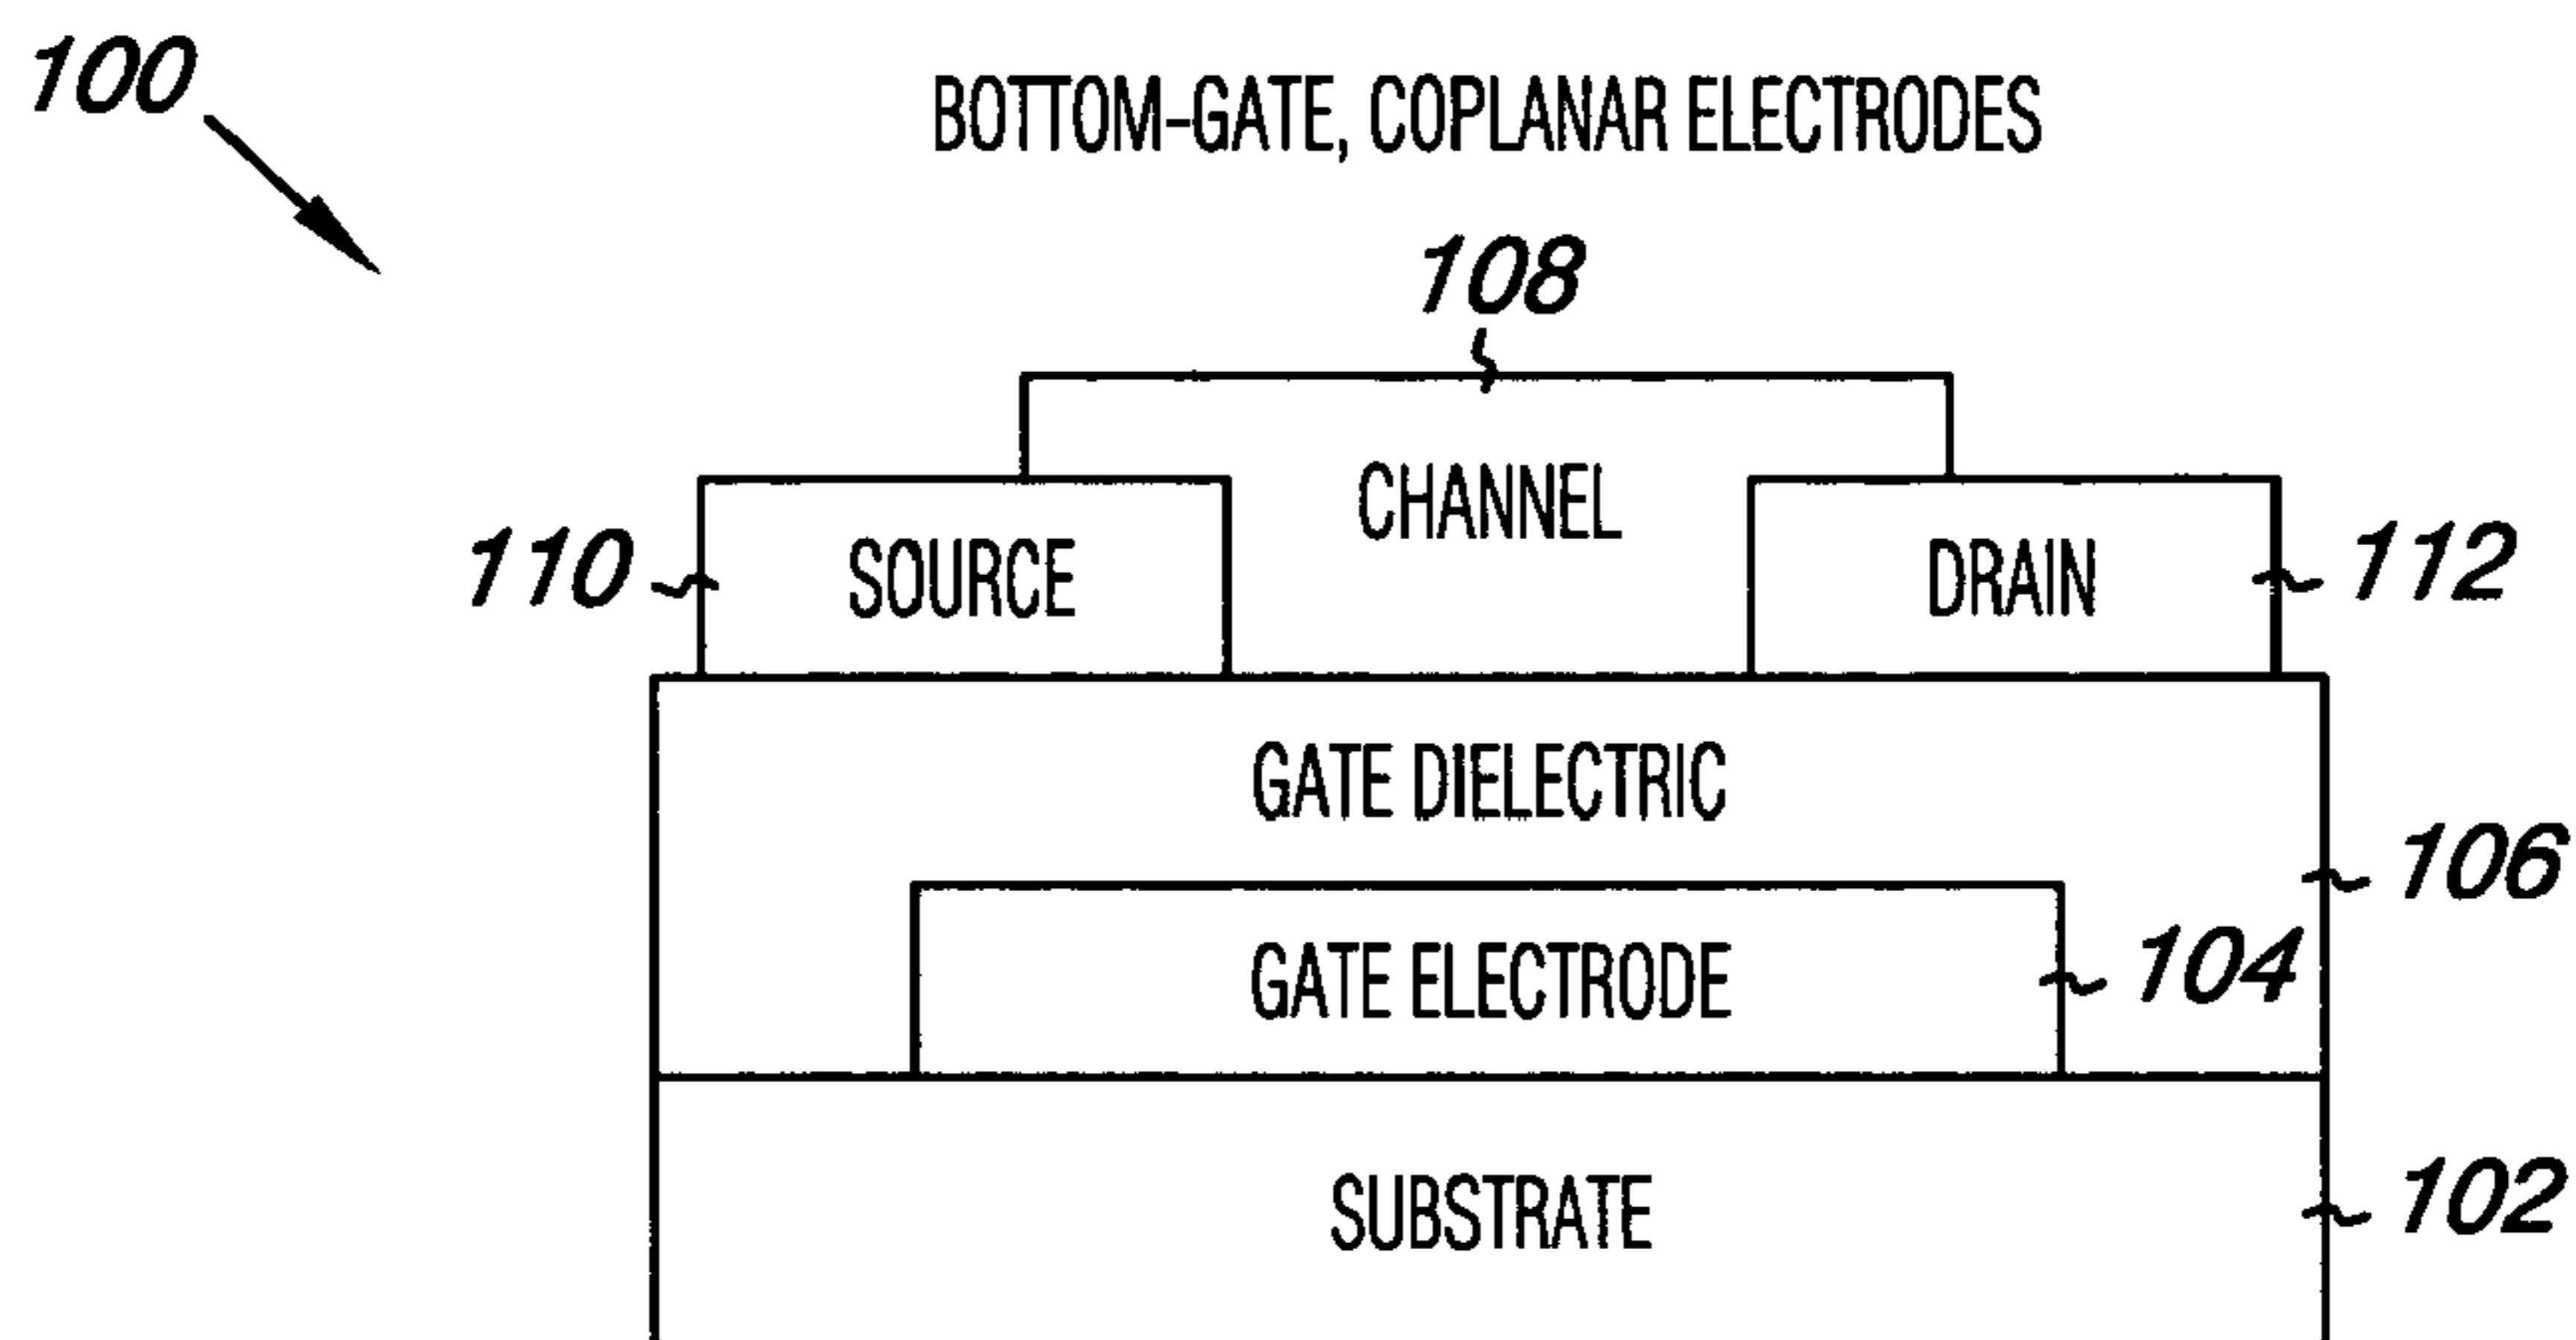 100
BOTTOM-GATE, COPLANAR ELECTRODES
108
CHANNEL
110
SOURCE
DRAIN
112
GATE DIELECTRIC
106
GATE ELECTRODE
104
SUBSTRATE
102